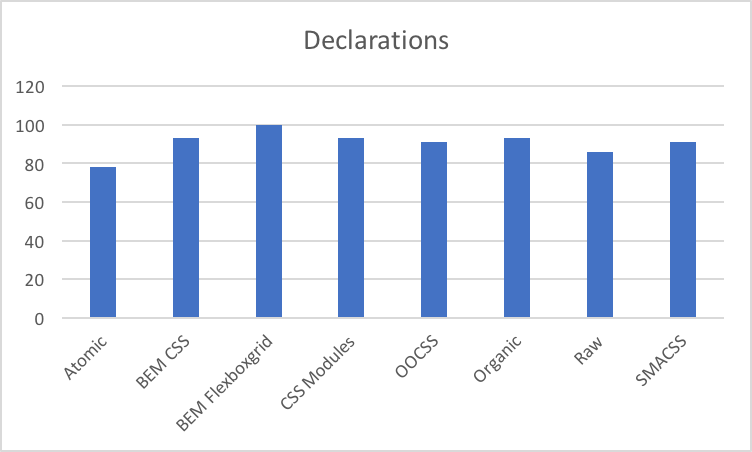 Declarations
120
100
80
60
40
20
0
Atomic
BEM CSS
BEM Flexboxgrid
CSS Modules
OOCSS
Organic
Raw
SMACSS